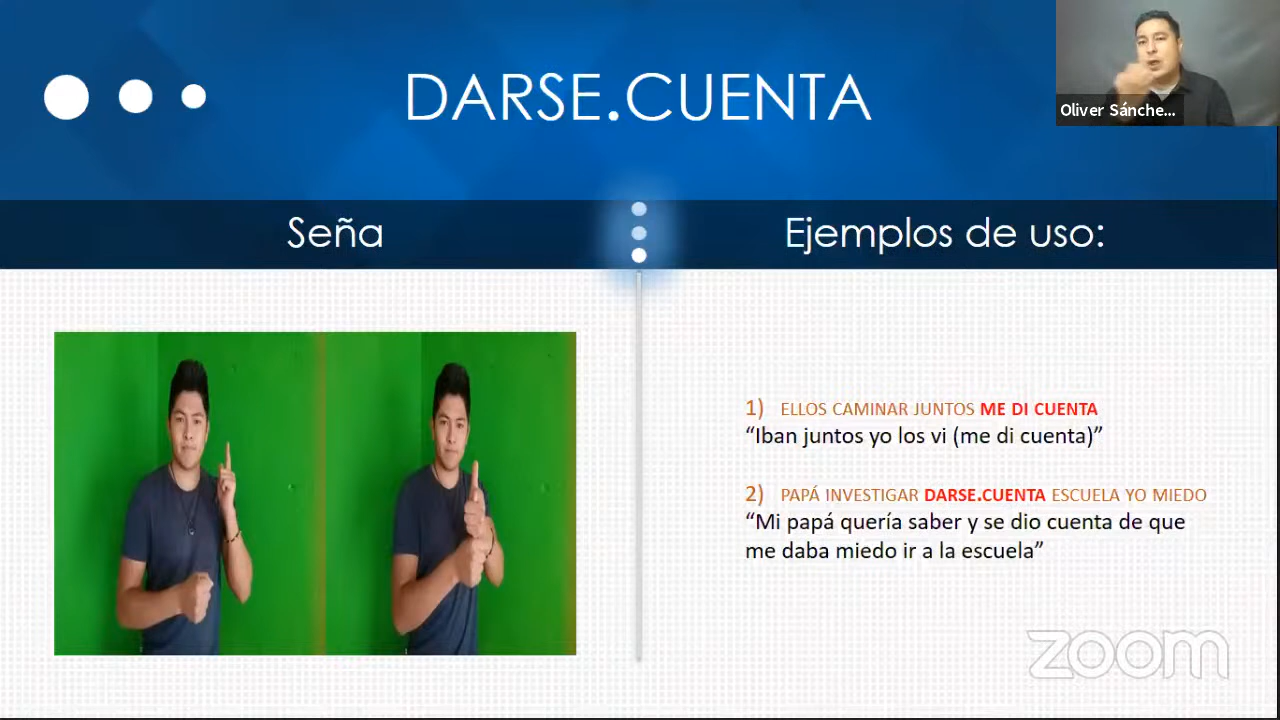 DARSE.CUENTA
Oliver Sánche...
Seña
Ejemplos de uso:
1) ELLOS CAMINAR JUNTOS ME DI CUENTA
“Iban juntos yo los vi (me di cuenta)”
2) PAPÁ INVESTIGAR DARSE.CUENTA ESCUELA YO MIEDO
“Mi papá quería saber y se dio cuenta de que
me daba miedo ir a la escuela”
zoom